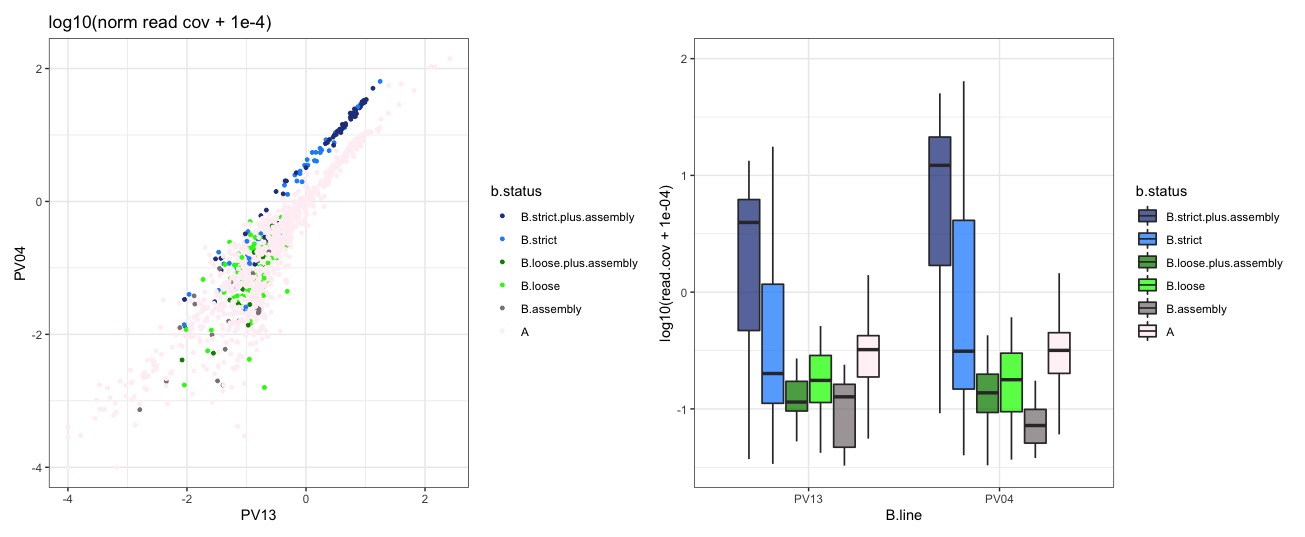 log10(norm read cov + 1e-4)
2
0
-2
-4
-4
-2
0
2
PV13
PV04
b.status
B.strict.plus.assembly
B.strict
B.loose.plus.assembly
B.loose
B.assembly
A
2
1
0
-1
log10(read.cov + 1e-04)
PV13
PV04
B.line
b.status
B.strict.plus.assembly
B.strict
B.loose.plus.assembly
B.loose
B.assembly
A